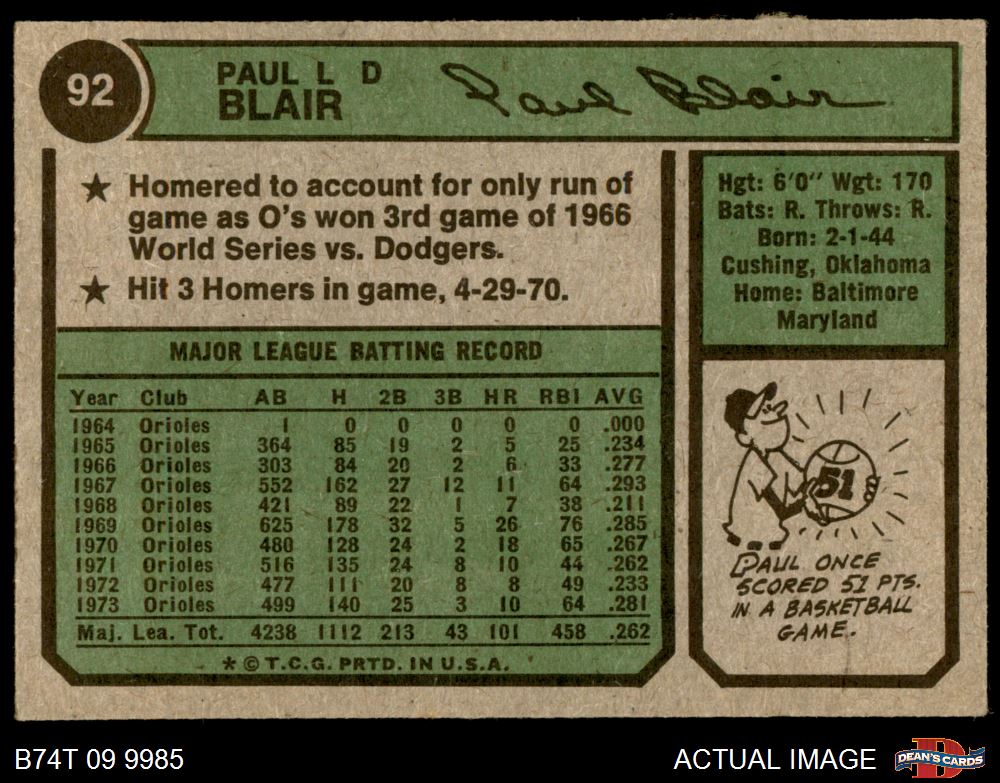 92
PAUL L D
BLAIR
Paul Blair
★ Homered to account for only run of
game as O's won 3rd game of 1966
World Series vs. Dodgers.
★ Hit 3 Homers in game, 4-29-70.
Hgt: 6'0" Wgt: 170
Bats: R. Throws: R.
Born: 2-1-44
Cushing, Oklahoma
Home: Baltimore
Maryland
MAJOR LEAGUE BATTING RECORD
Year Club AB H 2B 3B HR RBI AVG
1964 Orioles 1 0 0 0 0 0 .000
1965 Orioles 364 85 19 2 5 25 .234
1966 Orioles 303 84 20 2 6 33 .277
1967 Orioles 552 162 27 12 11 64 .293
1968 Orioles 421 89 22 1 7 38 .211
1969 Orioles 625 178 32 5 26 76 .285
1970 Orioles 480 128 24 2 18 65 .267
1971 Orioles 516 135 24 8 10 44 .262
1972 Orioles 477 111 20 8 8 49 .233
1973 Orioles 499 140 25 3 10 64 .281
Maj. Lea. Tot. 4238 1112 213 43 101 458 .262
* © T.C.G. PRTD. IN U.S.A.
51
PAUL ONCE
SCORED 51 PTS.
IN A BASKETBALL
GAME.
B74T 09 9985
ACTUAL IMAGE
D
DEAN'S CARDS